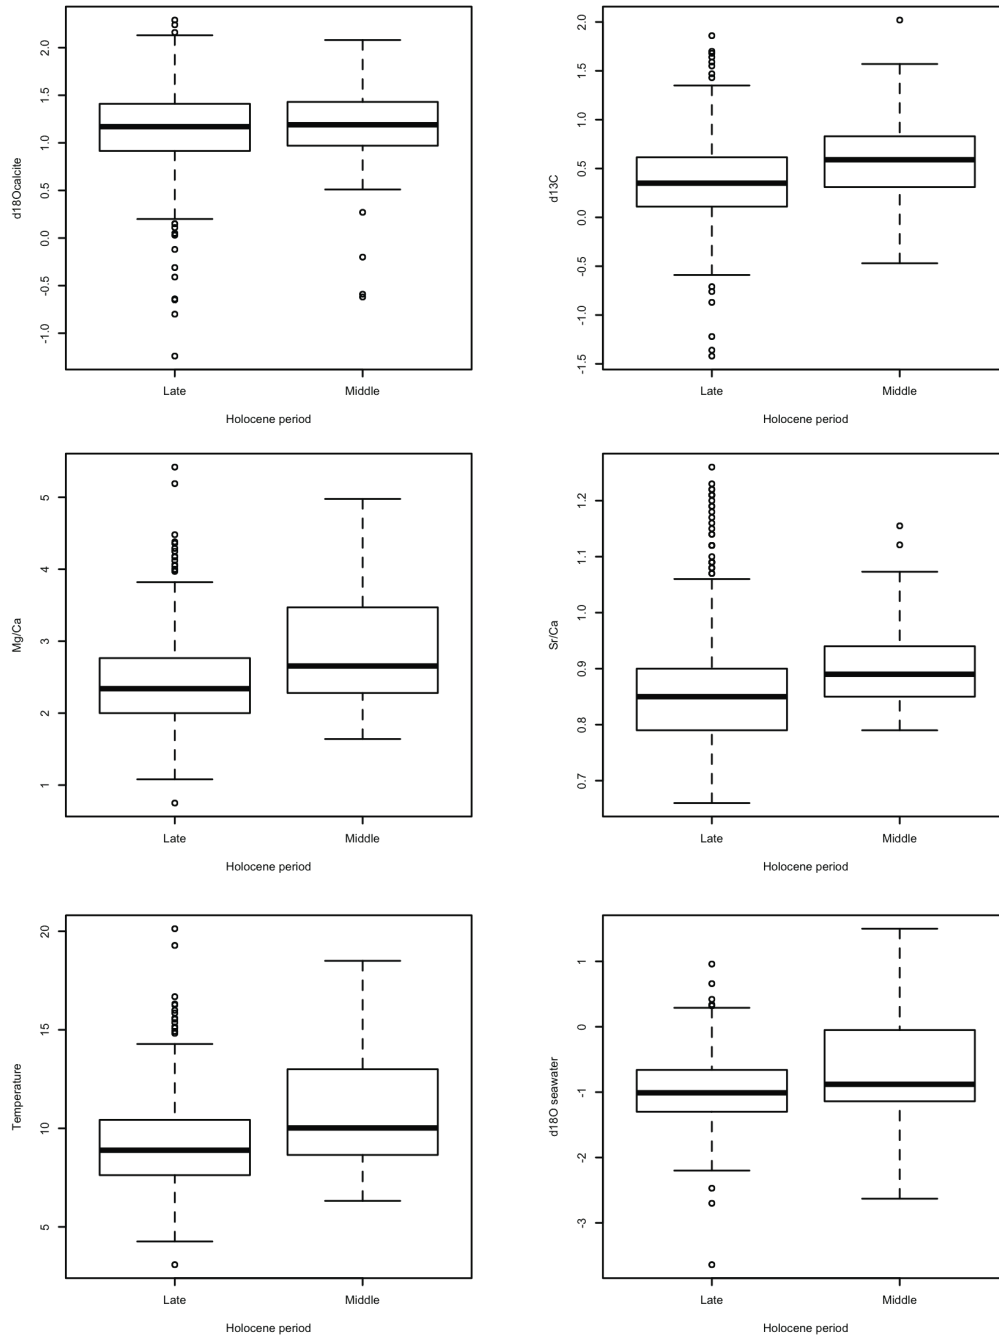 d18Ocalcite
2.0
1.5
1.0
0.5
0.0
-0.5
-1.0
Late
Middle
Holocene period
d13C
2.0
1.5
1.0
0.5
0.0
-0.5
-1.0
-1.5
Late
Middle
Holocene period
Mg/Ca
5
4
3
2
1
Late
Middle
Holocene period
Sr/Ca
1.2
1.1
1.0
0.9
0.8
0.7
Late
Middle
Holocene period
Temperature
20
15
10
5
Late
Middle
Holocene period
d18O seawater
1
0
-1
-2
-3
Late
Middle
Holocene period